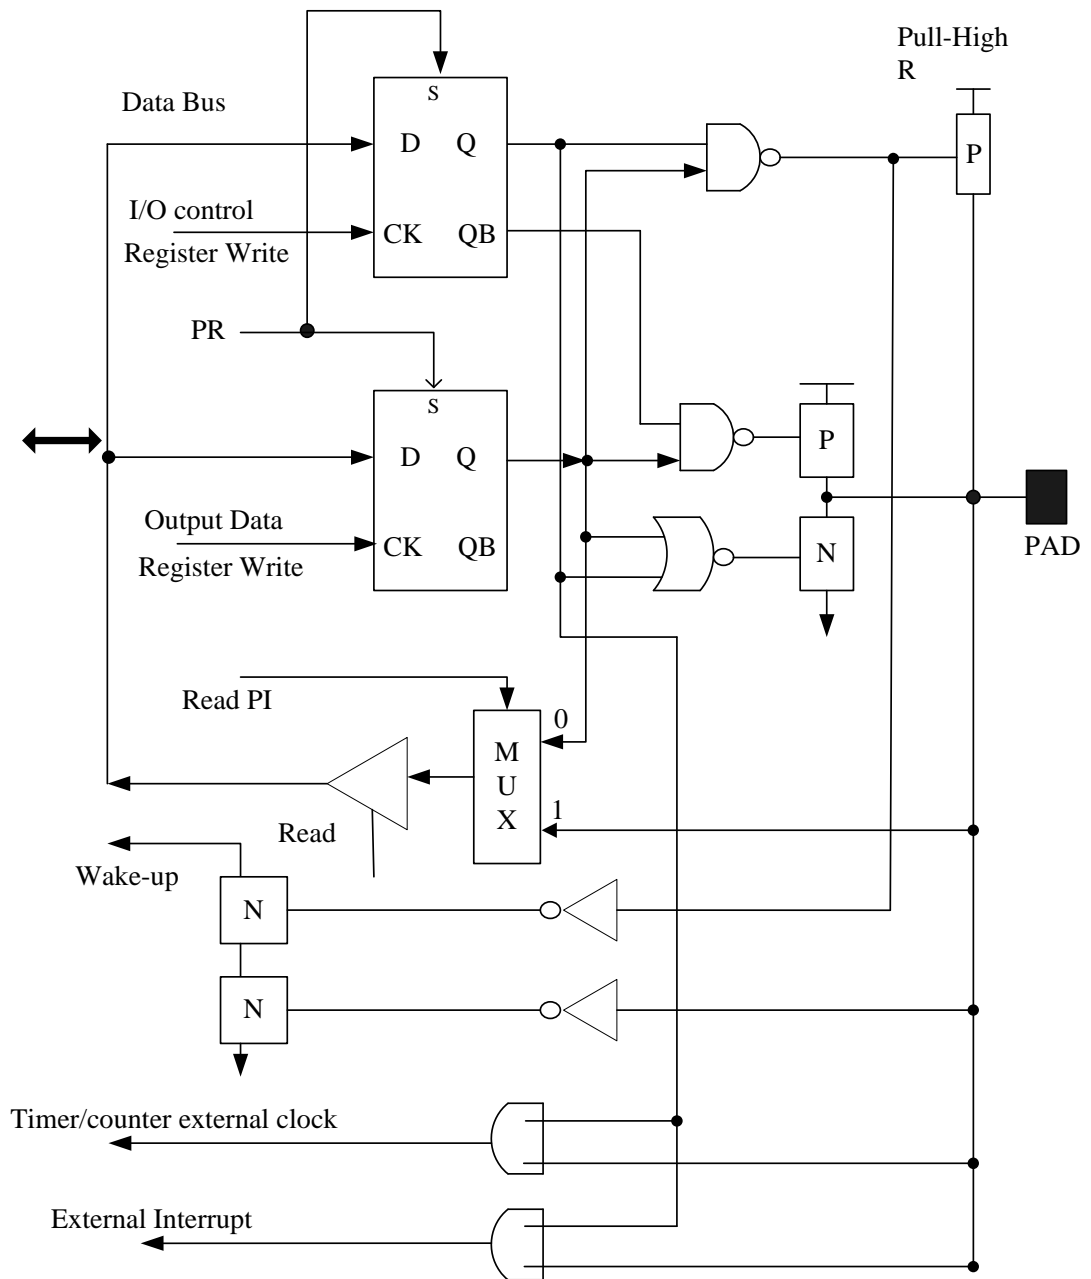 Pull-High
R
Data Bus
S
D Q
P
I/O control
CK QB
Register Write
PR
S
D Q
P
Output Data
CK QB
Register Write
N
PAD
Read PI
0
M
U
X
1
Read
Wake-up
N
N
Timer/counter external clock
External Interrupt